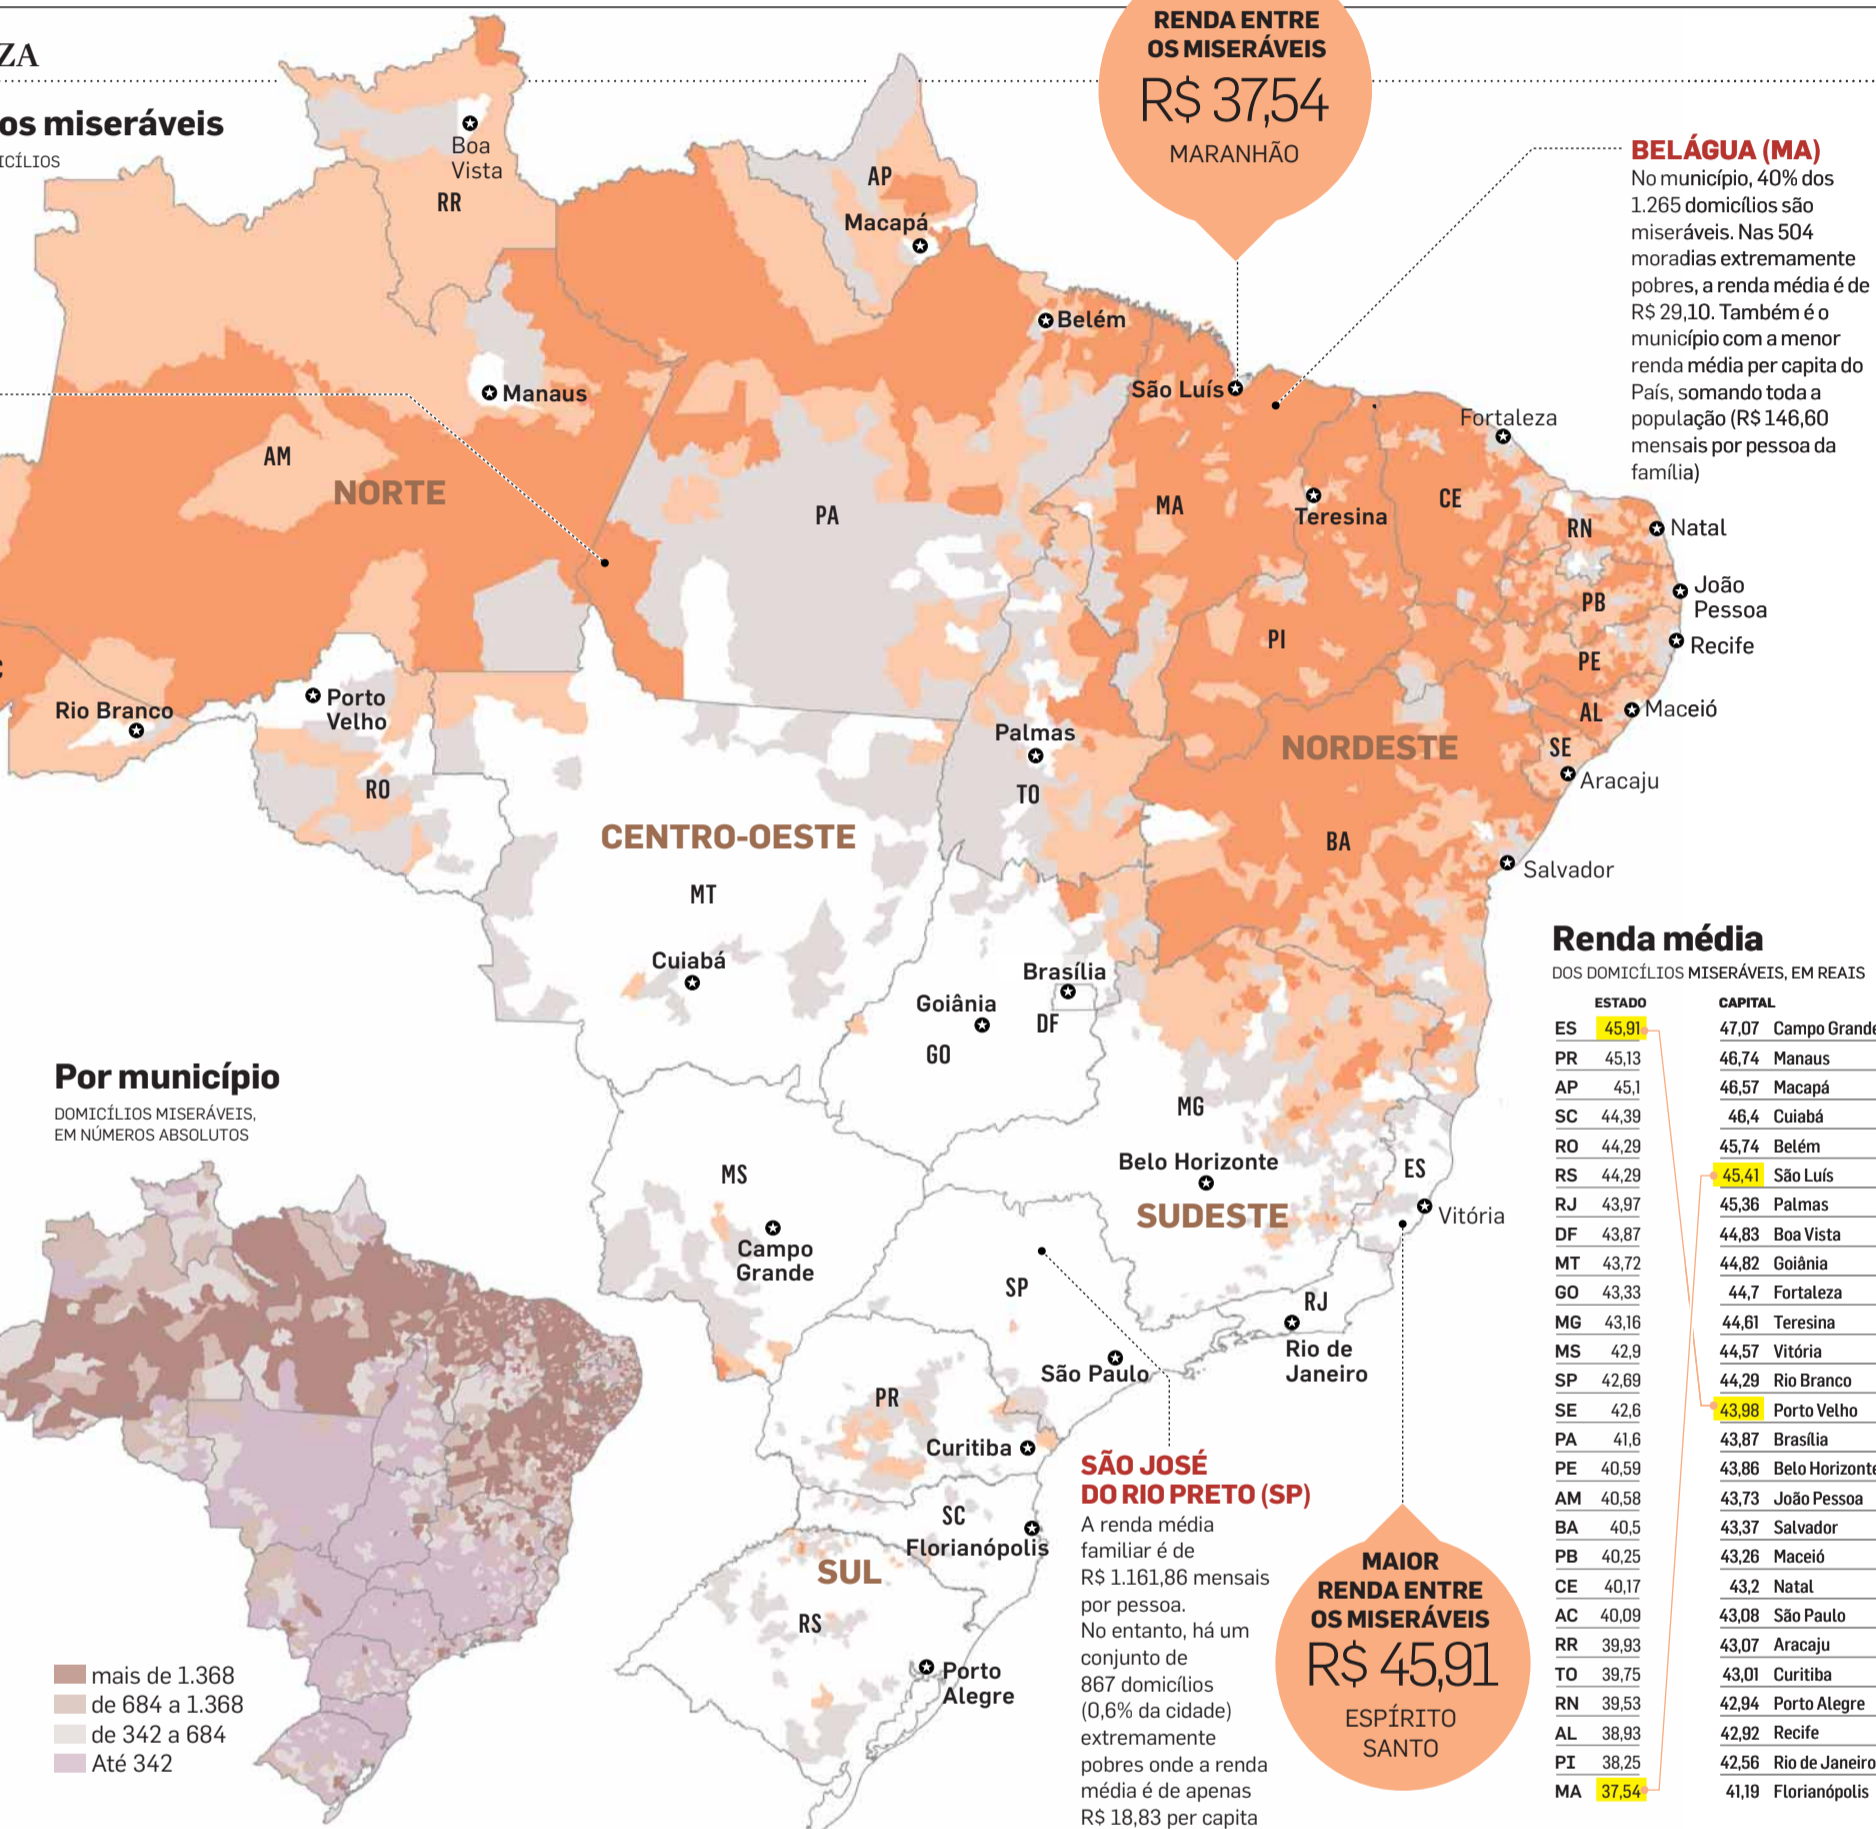 ZA
os miseráveis
ICÍLIOS
RENDA ENTRE
OS MISERÁVEIS
R$ 37,54
MARANHÃO
BELÁGUA (MA)
No município, 40% dos
1.265 domicílios são
miseráveis. Nas 504
moradias extremamente
pobres, a renda média é de
R$ 29,10. Também é o
município com a menor
renda média per capita do
País, somando toda a
população (R$ 146,60
mensais por pessoa da
família)
Boa
Vista
RR
AP
Macapá
Belém
Manaus
São Luís
Fortaleza
AM
NORTE
PA
MA
Teresina
CE
RN
Natal
João
Pessoa
PB
PI
PE
Recife
Rio Branco
Porto
Velho
AL
Maceió
Palmas
NORDESTE
SE
Aracaju
RO
TO
CENTRO-OESTE
BA
Salvador
MT
Cuiabá
Brasília
Goiânia
DF
GO
MG
Belo Horizonte
ES
MS
SUDESTE
Vitória
Campo
Grande
SP
RJ
Rio de
Janeiro
São Paulo
PR
Curitiba
SC
Florianópolis
SUL
RS
Porto
Alegre
Por município
DOMICÍLIOS MISERÁVEIS,
EM NÚMEROS ABSOLUTOS
mais de 1.368
de 684 a 1.368
de 342 a 684
Até 342
SÃO JOSÉ
DO RIO PRETO (SP)
A renda média
familiar é de
R$ 1.161,86 mensais
por pessoa.
No entanto, há um
conjunto de
867 domicílios
(0,6% da cidade)
extremamente
pobres onde a renda
média é de apenas
R$ 18,83 per capita
MAIOR
RENDA ENTRE
OS MISERÁVEIS
R$ 45,91
ESPÍRITO
SANTO
Renda média
DOS DOMICÍLIOS MISERÁVEIS, EM REAIS
ESTADO CAPITAL
ES 45,91 47,07 Campo Grande
PR 45,13 46,74 Manaus
AP 45,1 46,57 Macapá
SC 44,39 46,4 Cuiabá
RO 44,29 45,74 Belém
RS 44,29 45,41 São Luís
RJ 43,97 45,36 Palmas
DF 43,87 44,83 Boa Vista
MT 43,72 44,82 Goiânia
GO 43,33 44,7 Fortaleza
MG 43,16 44,61 Teresina
MS 42,9 44,57 Vitória
SP 42,69 44,29 Rio Branco
SE 42,6 43,98 Porto Velho
PA 41,6 43,87 Brasília
PE 40,59 43,86 Belo Horizonte
AM 40,58 43,73 João Pessoa
BA 40,5 43,37 Salvador
PB 40,25 43,26 Maceió
CE 40,17 43,2 Natal
AC 40,09 43,08 São Paulo
RR 39,93 43,07 Aracaju
TO 39,75 43,01 Curitiba
RN 39,53 42,94 Porto Alegre
AL 38,93 42,92 Recife
PI 38,25 42,56 Rio de Janeiro
MA 37,54 41,19 Florianópolis